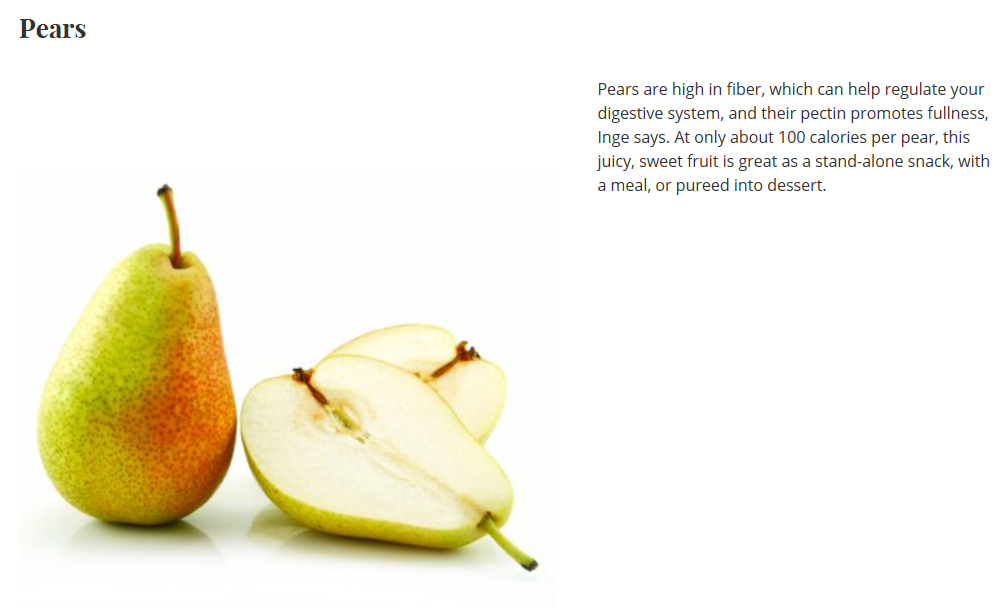 Pears
Pears are high in fiber, which can help regulate your
digestive system, and their pectin promotes fullness,
Inge says. At only about 100 calories per pear, this
juicy, sweet fruit is great as a stand-alone snack, with
a meal, or pureed into dessert.